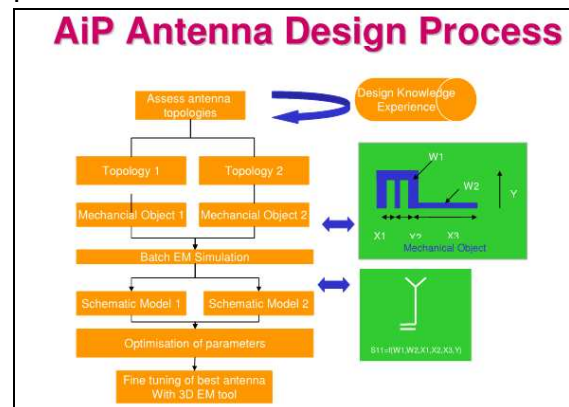 AiP Antenna Design Process
Assess antenna
topologies
Design Knowledge
Experience
Topology 1
Topology 2
Mechancial Object 1
Mechancial Object 2
Batch EM Simulation
Schematic Model 1
Schematic Model 2
Optimisation of parameters
Fine tuning of best antenna
With 3D EM tool
W1
W2
Y
X1
X2
X3
Mechanical Object
S11=f(W1,W2,X1,X2,X3,Y)